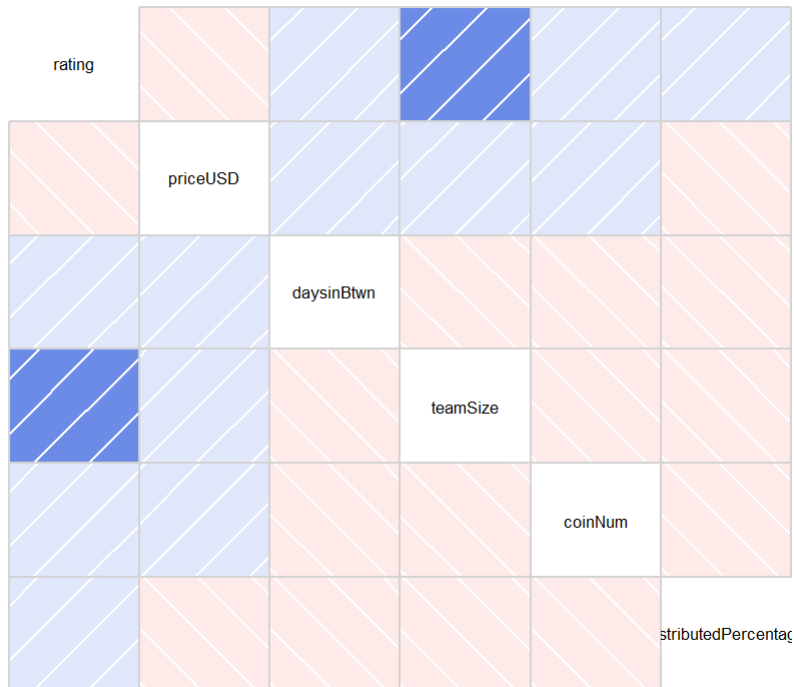 rating
priceUSD
daysinBtwn
teamSize
coinNum
stributedPercentag